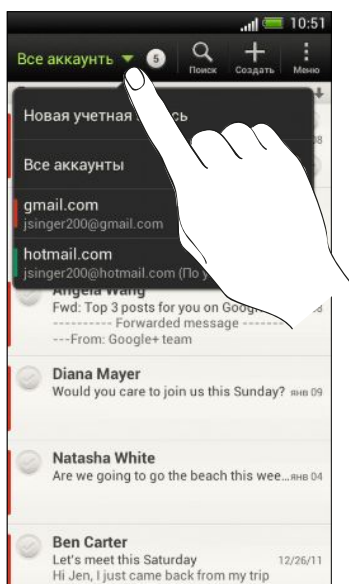 10:51
Все аккаунть 5 Поиск Создать Меню
Новая учетная
Все аккаунты
gmail.com
jsinger200@gmail.com
hotmail.com
jsinger200@hotmail.com (По у
Angela Wang
Fwd: Top 3 posts for you on Goog
---------- Forwarded message -------
---From: Google+ team
Diana Mayer
Would you care to join us this Sunday? янв 09
Natasha White
Are we going to go the beach this wee... янв 04
Ben Carter
Let's meet this Saturday 12/26/11
Hi Jen, I just came back from my trip